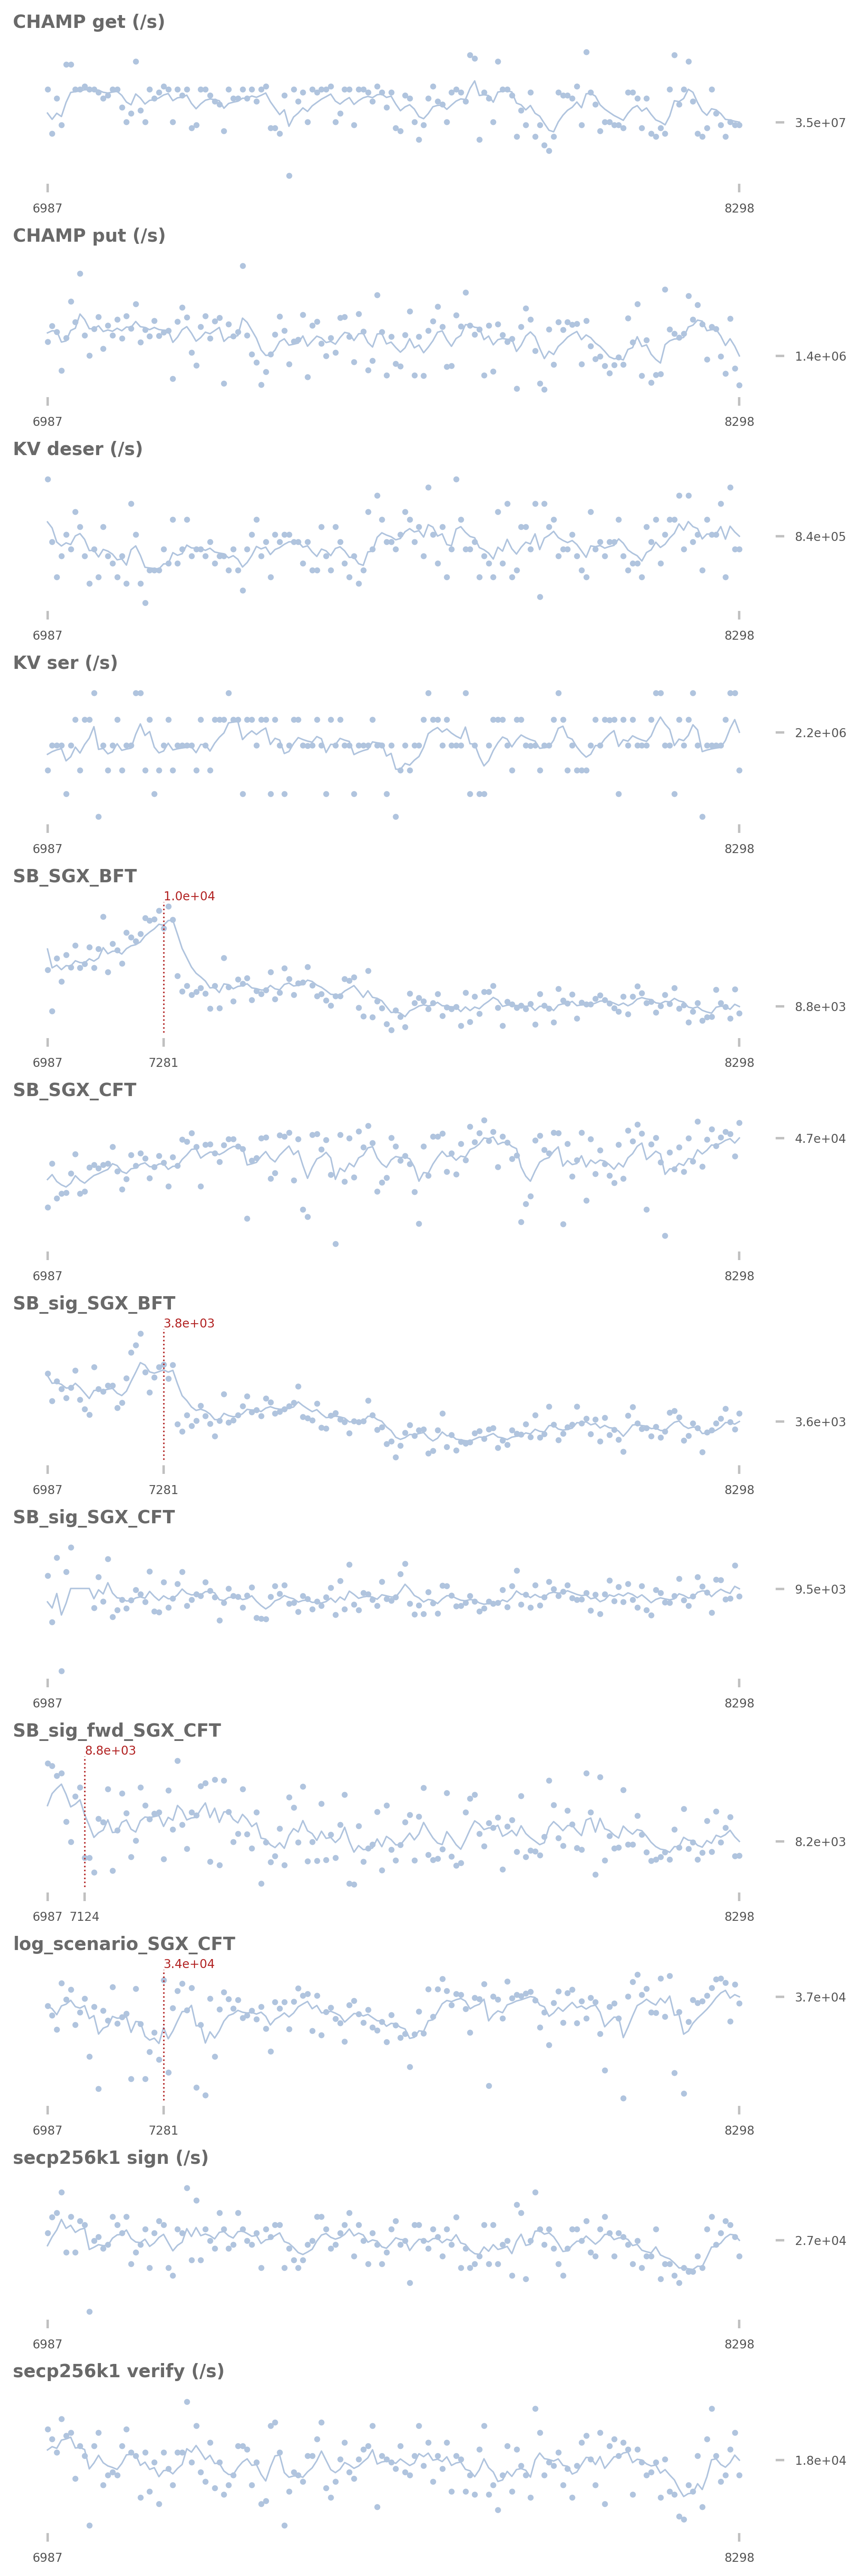 CHAMP get (/s)
3.5e+07
6987 8298
CHAMP put (/s)
1.4e+06
6987 8298
KV deser (/s)
8.4e+05
6987 8298
KV ser (/s)
2.2e+06
6987 8298
SB_SGX_BFT
1.0e+04
8.8e+03
6987 7281 8298
SB_SGX_CFT
4.7e+04
6987 8298
SB_sig_SGX_BFT
3.8e+03
3.6e+03
6987 7281 8298
SB_sig_SGX_CFT
9.5e+03
6987 8298
SB_sig_fwd_SGX_CFT
8.8e+03
8.2e+03
6987 7124 8298
log_scenario_SGX_CFT
3.4e+04
3.7e+04
6987 7281 8298
secp256k1 sign (/s)
2.7e+04
6987 8298
secp256k1 verify (/s)
1.8e+04
6987 8298